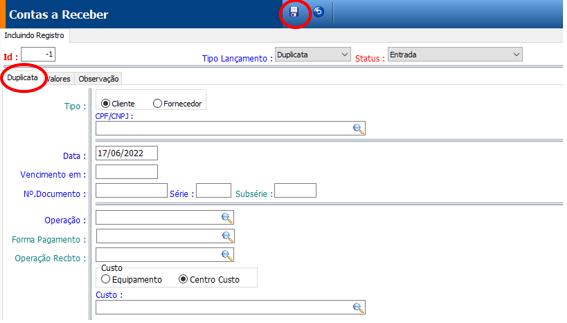 Contas a Receber
Incluindo Registro
Id : -1 Tipo Lançamento : Duplicata Status : Entrada
Duplicata Valores Observação
Tipo : Cliente Fornecedor
CPF/CNPJ :
Data : 17/06/2022
Vencimento em :
Nº.Documento : Série : Subsérie :
Operação :
Forma Pagamento :
Operação Recbto :
Custo
Equipamento Centro Custo
Custo :